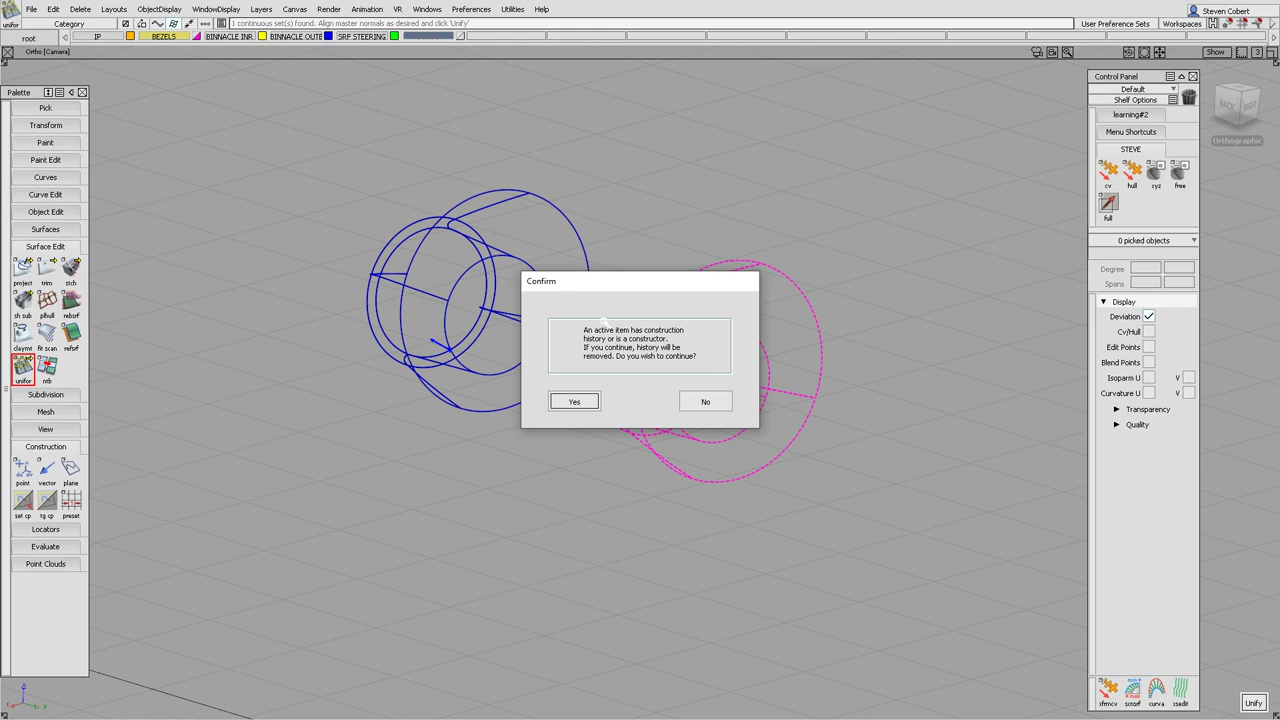 File Edit Delete Layouts ObjectDisplay WindowDisplay Layers Canvas Render Animation VR Windows Preferences Utilities Help
Steven Cobert
unifor
Category
1 continuous set(s) found. Align master normals as desired and click 'Unify'
User Preference Sets
Workspaces
root
IP
BEZELS
BINNACLE INR
BINNACLE OUTE
SRF STEERING
Ortho [Camera]
Show
3
Palette
Pick
Transform
Paint
Paint Edit
Curves
Curve Edit
Object Edit
Surfaces
Surface Edit
project trim stch
sh sub plhull rebsrf
claymt fit scan refsrf
unifor ntb
Subdivision
Mesh
View
Construction
point vector plane
set cp tg cp preset
Locators
Evaluate
Point Clouds
Confirm
An active item has construction
history or is a constructor.
If you continue, history will be
removed. Do you wish to continue?
Yes
No
Control Panel
Default
Shelf Options
learning#2
Menu Shortcuts
STEVE
cv hull xyz free
full
0 picked objects
Degree
Spans
Display
Deviation
Cv/Hull
Edit Points
Blend Points
Isoparm U V
Curvature U V
Transparency
Quality
xfrmcv scnsrf curva xsedit
BACK
RIGHT
Orthographic
Unify